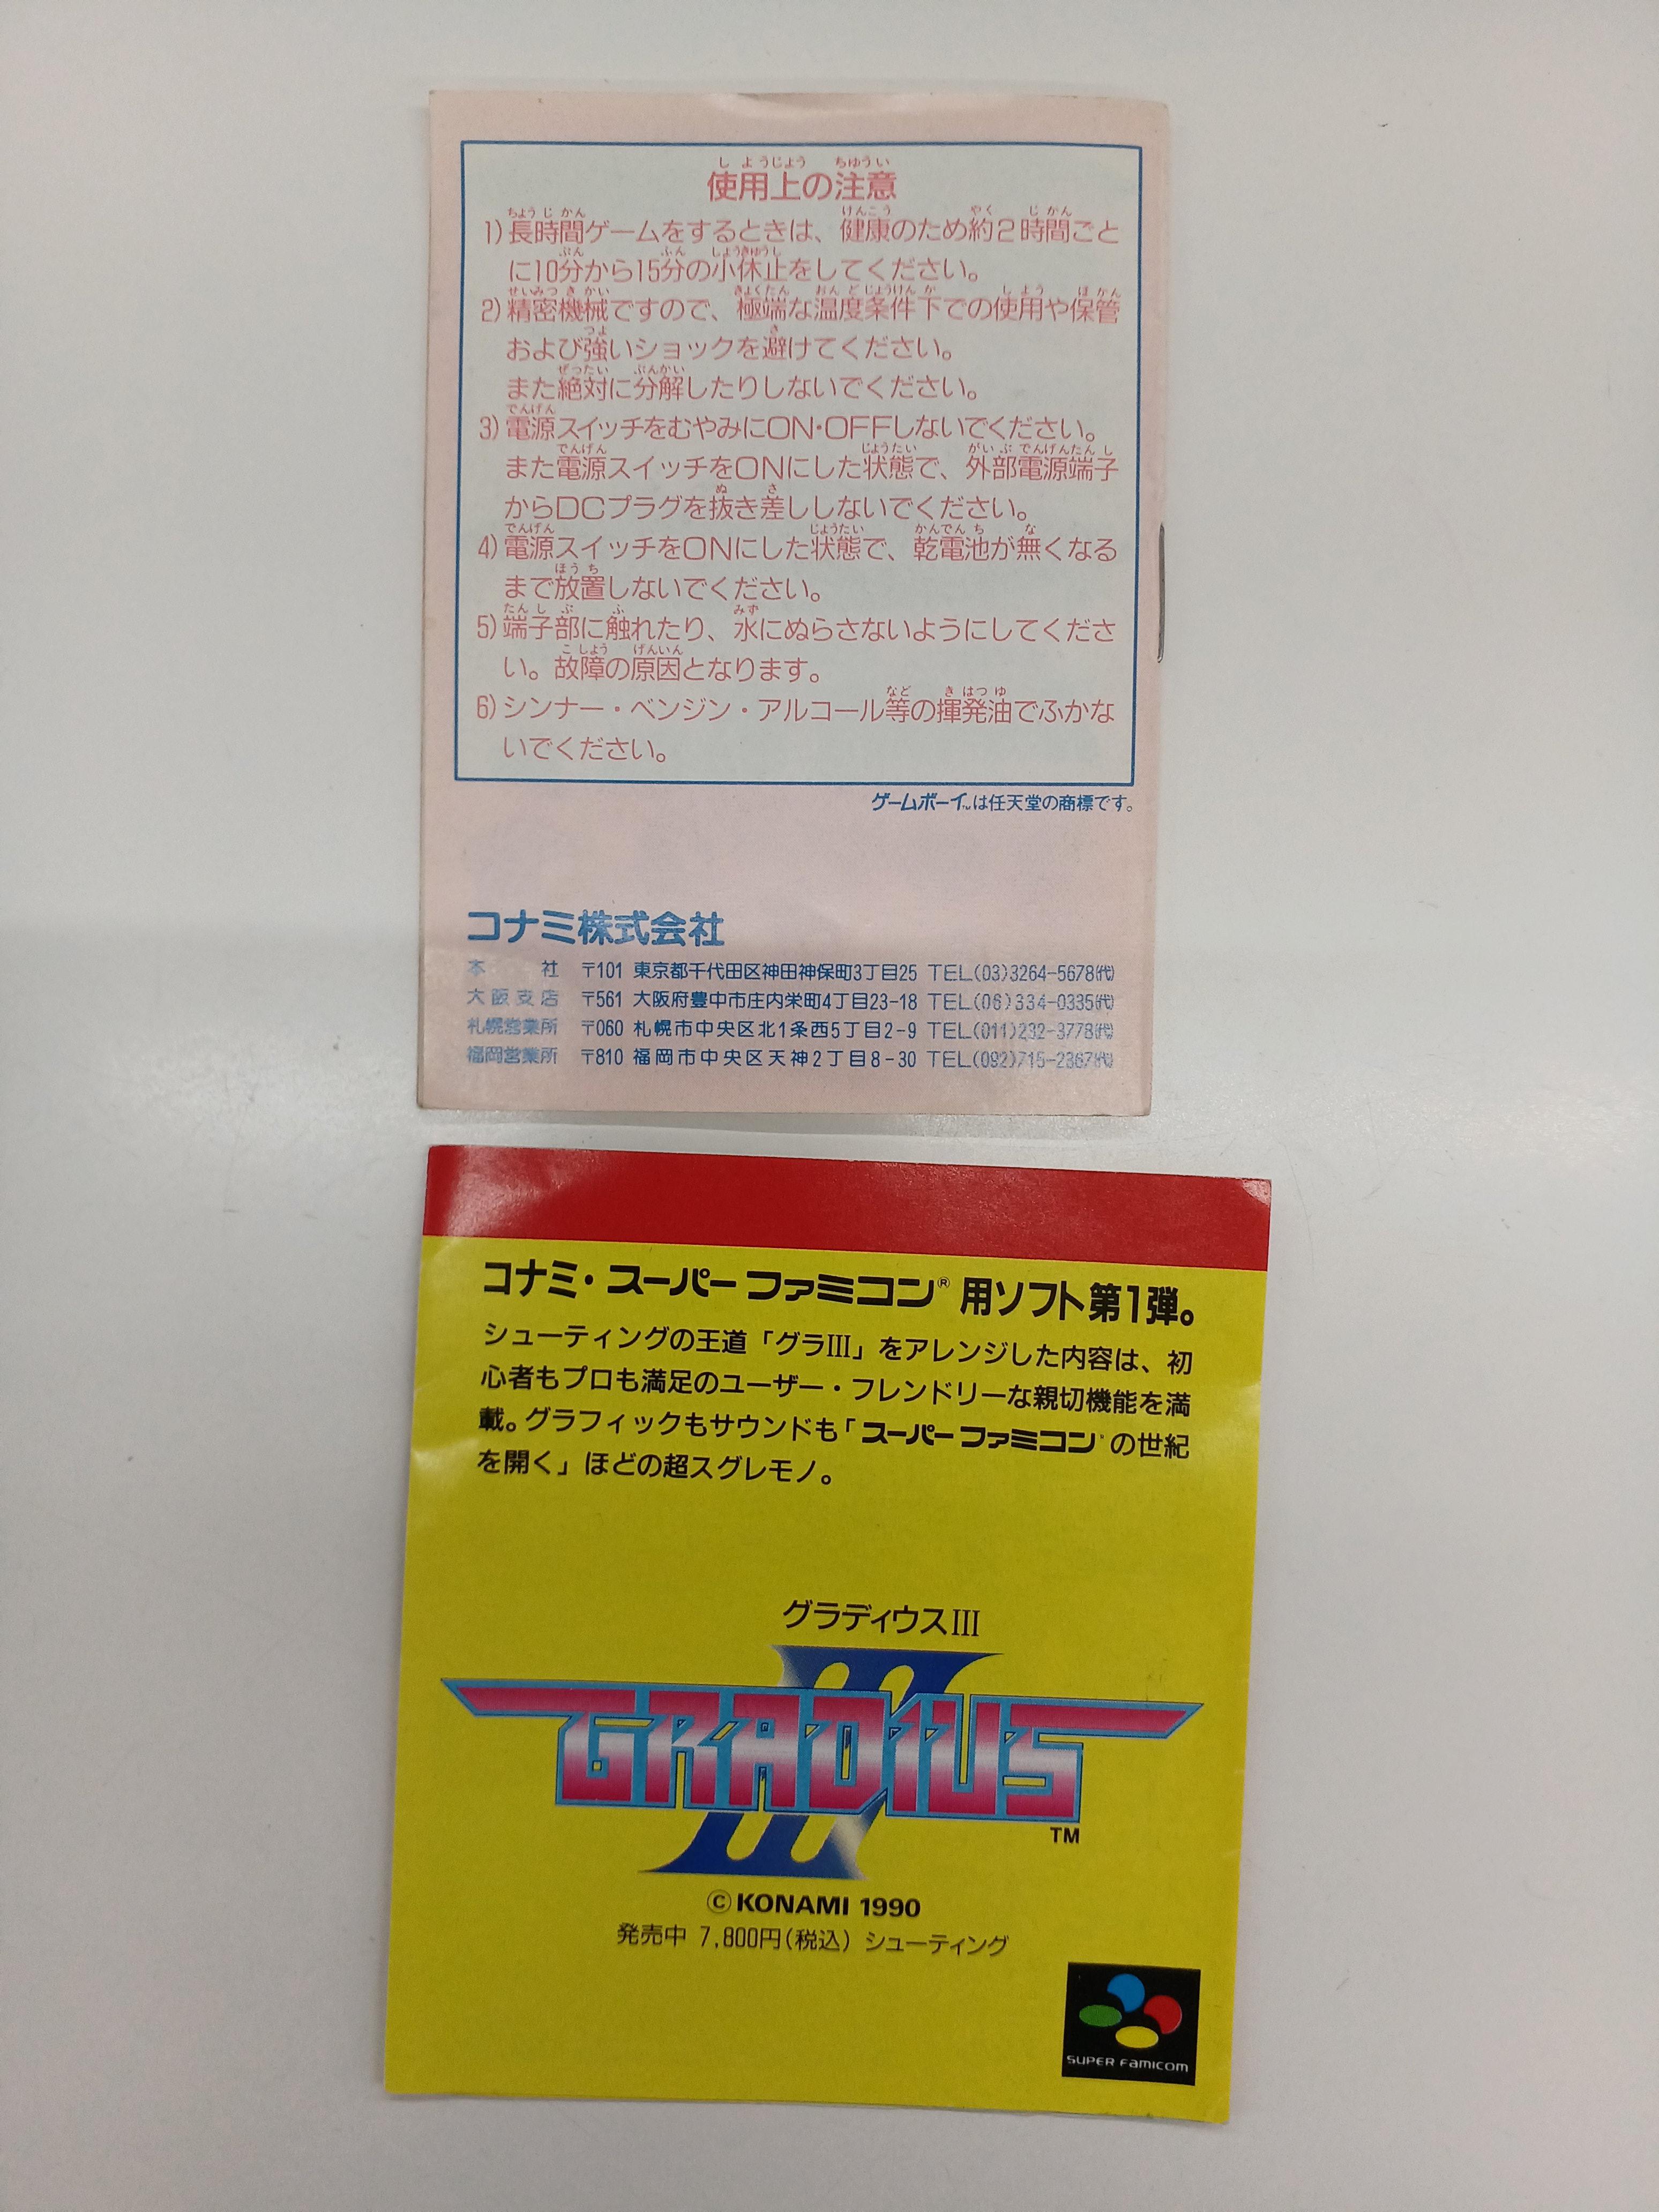 使用上の注意
1)長時間ゲームをするときは、健康のため約2時間ごと
に10分から15分の小休止をしてください。
2)精密機械ですので、極端な温度条件下での使用や保管
および強いショックを避けてください。
また絶対に分解したりしないでください。
3)電源スイッチをむやみにON・OFFしないでください。
また電源スイッチをONにした状態で、外部電源端子
からDCプラグを抜き差ししないでください。
4)電源スイッチをONにした状態で、乾電池が無くなる
まで放置しないでください。
5)端子部に触れたり、水にぬらさないようにしてくださ
い。故障の原因となります。
6)シンナー・ベンジン・アルコール等の揮発油でふかな
いでください。
ゲームボーイ™は任天堂の商標です。
コナミ株式会社
本 社 〒101 東京都千代田区神田神保町3丁目25 TEL(03)3264-5678(代)
大阪支店 〒561 大阪府豊中市庄内栄町4丁目23-18 TEL(06)334-0335(代)
札幌営業所 〒060 札幌市中央区北1条西5丁目2-9 TEL(011)232-3778(代)
福岡営業所 〒810 福岡市中央区天神2丁目8-30 TEL(092)715-2367(代)
コナミ・スーパーファミコン®用ソフト第1弾。
シューティングの王道「グラIII」をアレンジした内容は、初
心者もプロも満足のユーザー・フレンドリーな親切機能を満
載。グラフィックもサウンドも「スーパーファミコン®の世紀
を開く」ほどの超スグレモノ。
グラディウスIII
GRADIUS III
TM
©KONAMI 1990
発売中 7,800円(税込) シューティング
SUPER FAMICOM